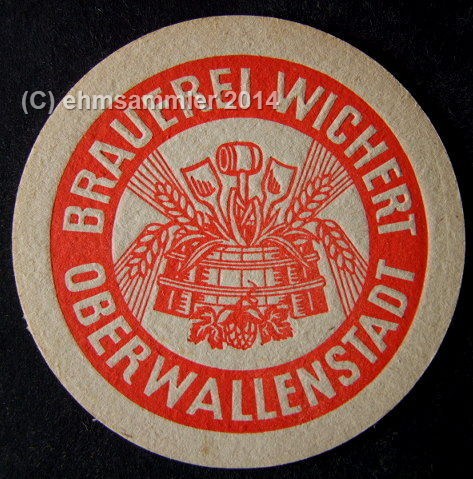 (C) ehmsammler 2014
BRAUEREI WICHERT
OBERWALLENSTADT